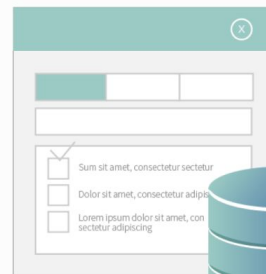 X
Sum sit amet, consectetur sectetur
Dolor sit amet, consectetur adipis
Lorem ipsum dolor sit amet, con
sectetur adipiscing